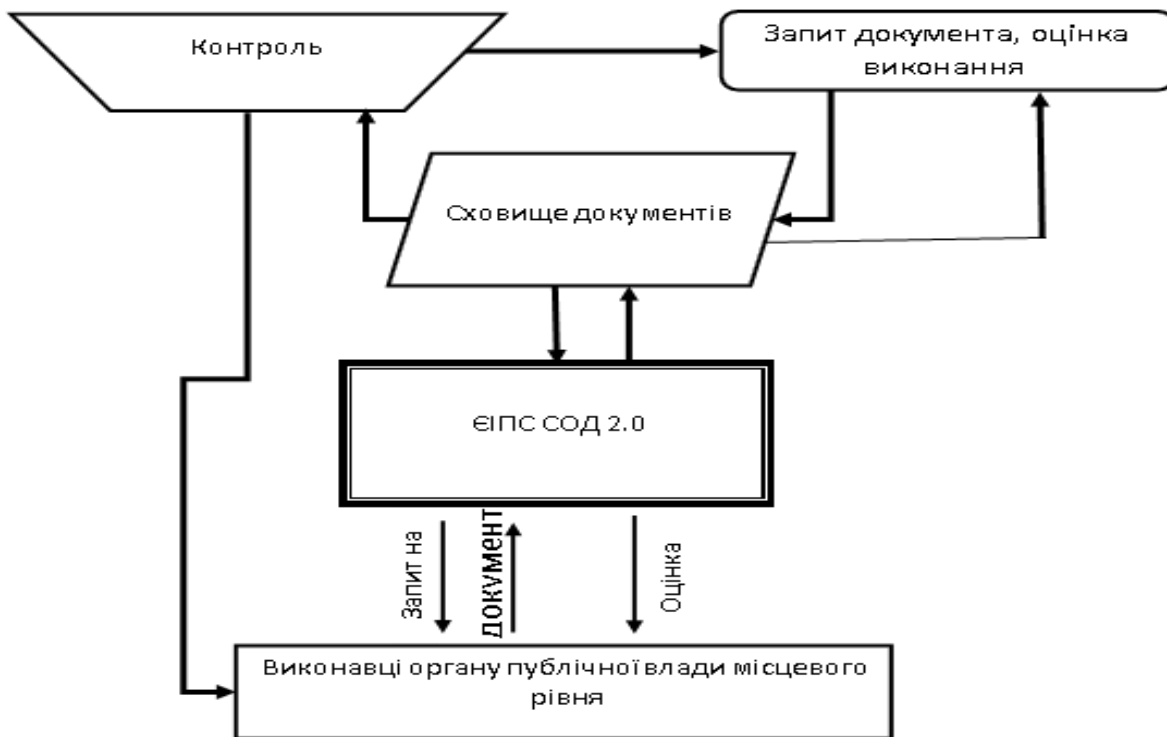 Контроль
Запит документа, оцінка
виконання
Сховище документів
ЄІПС СОД 2.0
Запит на
документ
Оцінка
Виконавці органу публічної влади місцевого
рівня